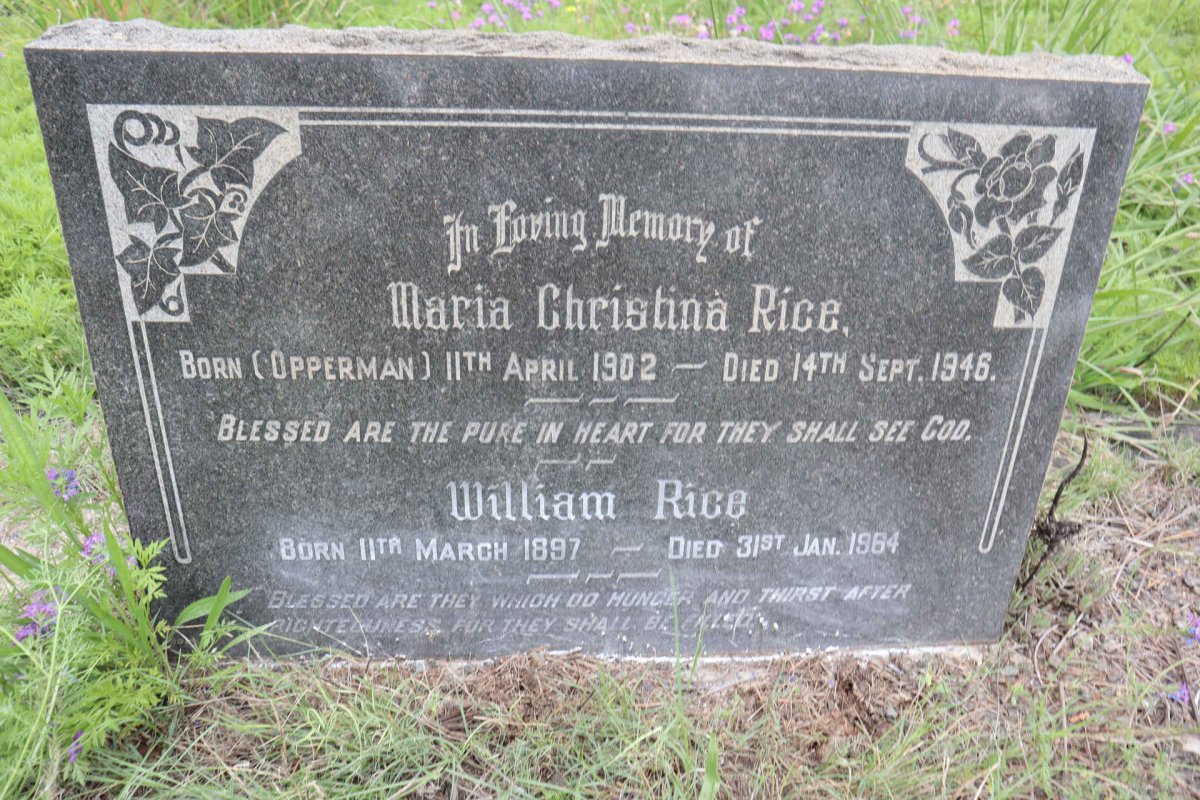 In Loving Memory of
Maria Christina Rice,
BORN (OPPERMAN) 11TH APRIL 1902 — DIED 14TH SEPT. 1946.
BLESSED ARE THE PURE IN HEART FOR THEY SHALL SEE GOD.
William Rice
BORN 11TH MARCH 1897 — DIED 31ST JAN. 1964
BLESSED ARE THEY WHICH DO HUNGER AND THIRST AFTER
RIGHTEOUSNESS FOR THEY SHALL BE FILLED.